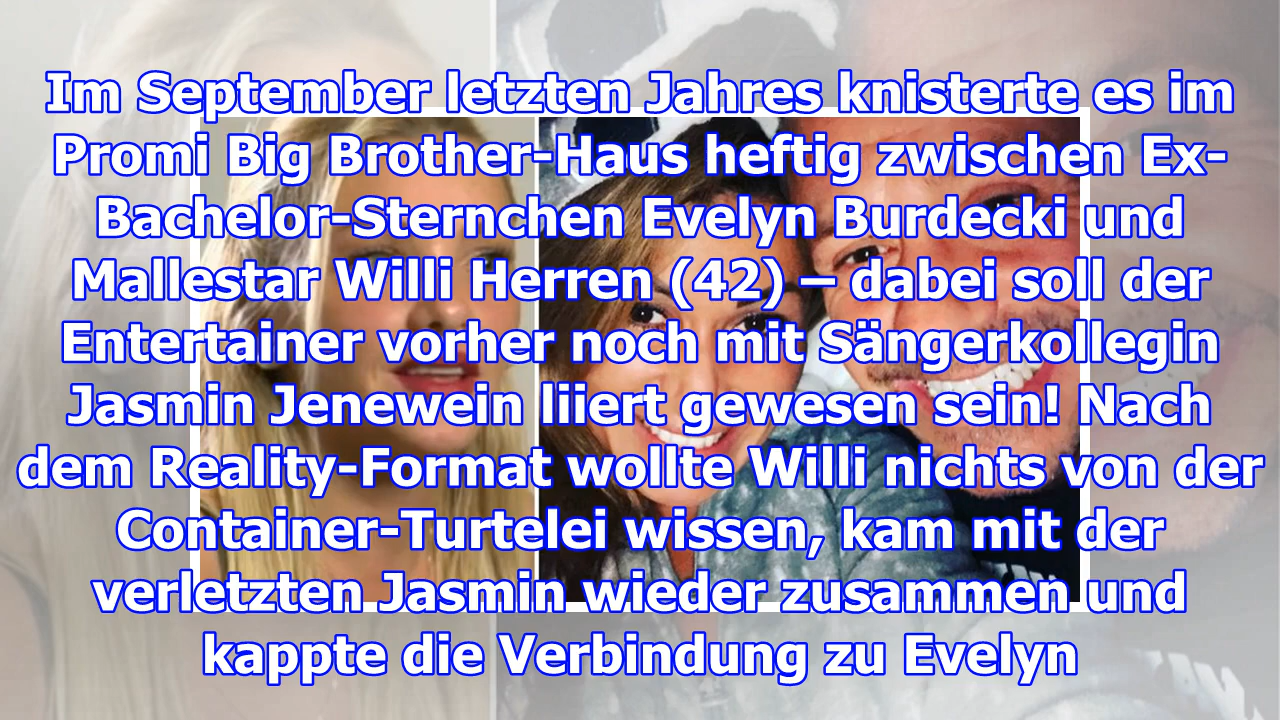 Im September letzten Jahres knisterte es im
Promi Big Brother-Haus heftig zwischen Ex-
Bachelor-Sternchen Evelyn Burdecki und
Mallestar Willi Herren (42) – dabei soll der
Entertainer vorher noch mit Sängerkollegin
Jasmin Jenewein liiert gewesen sein! Nach
dem Reality-Format wollte Willi nichts von der
Container-Turtelei wissen, kam mit der
verletzten Jasmin wieder zusammen und
kappte die Verbindung zu Evelyn